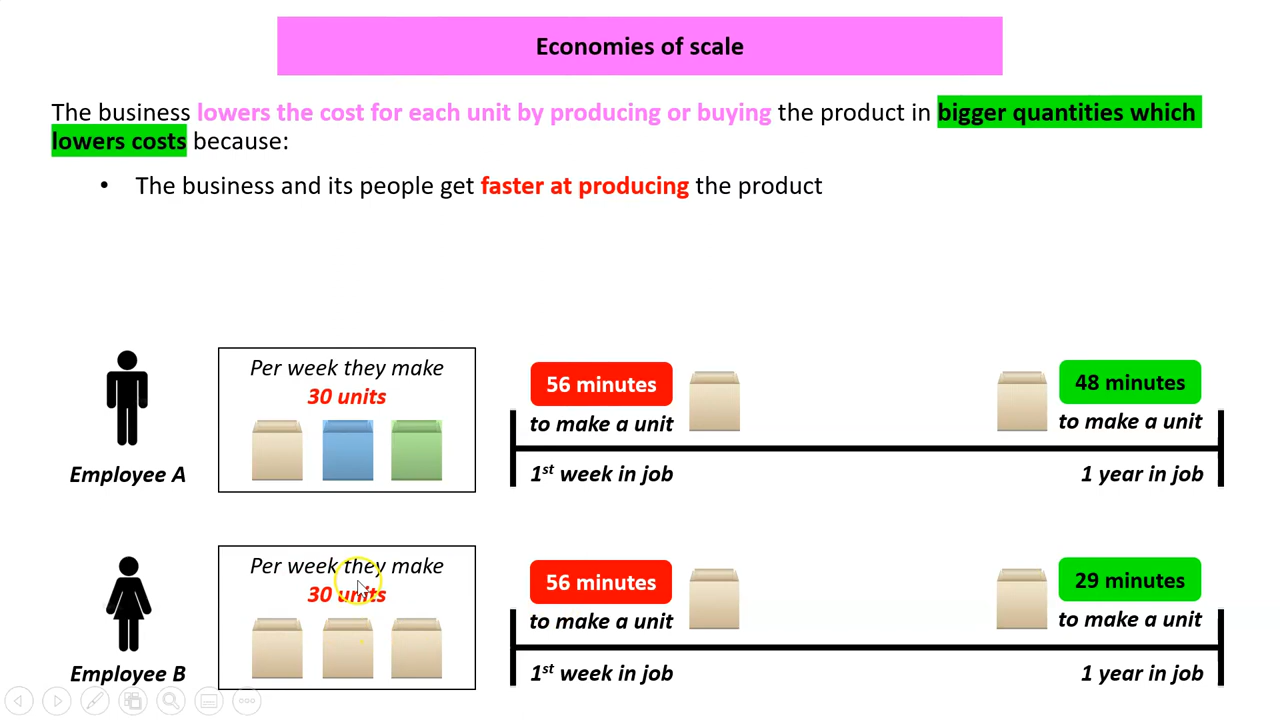 Economies of scale
The business lowers the cost for each unit by producing or buying the product in bigger quantities which
lowers costs because:
• The business and its people get faster at producing the product
Per week they make
30 units
56 minutes
to make a unit
48 minutes
to make a unit
Employee A
1st week in job
1 year in job
Per week they make
30 units
56 minutes
to make a unit
29 minutes
to make a unit
Employee B
1st week in job
1 year in job